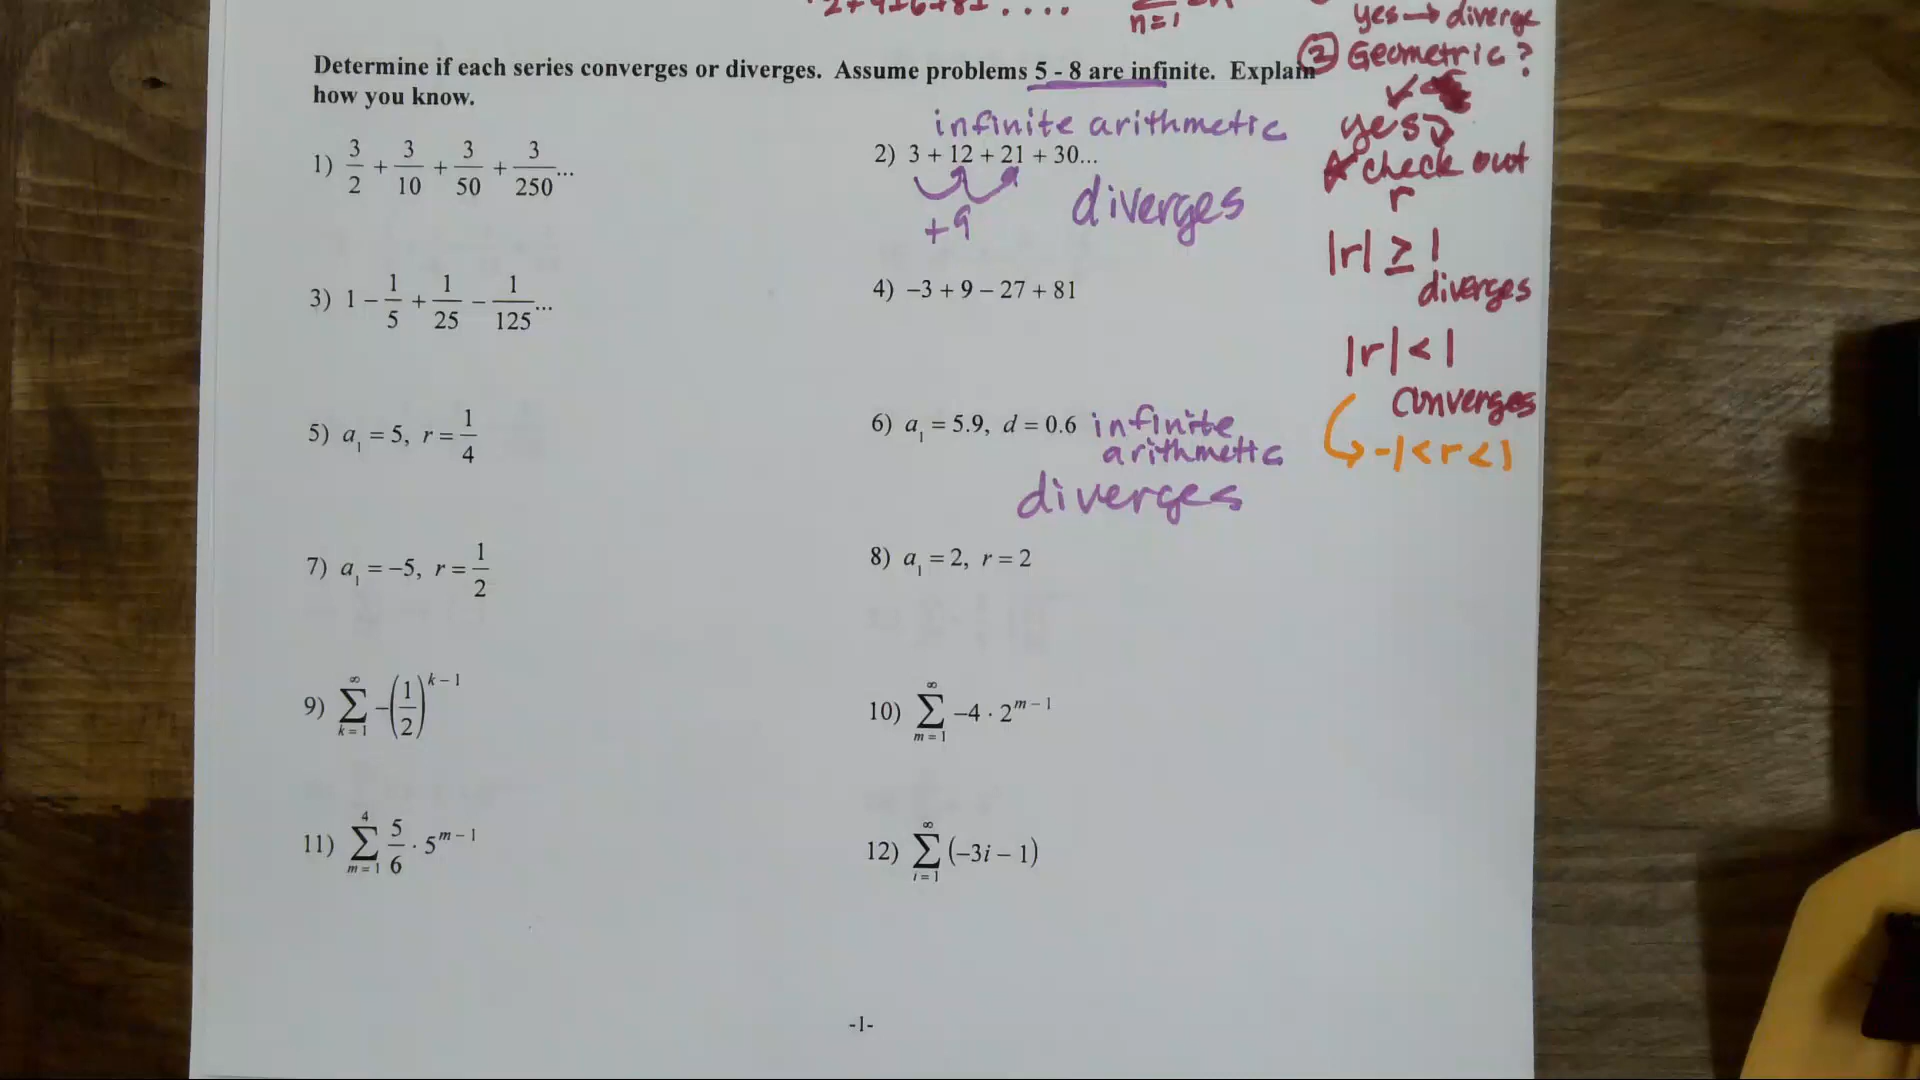 2+4+6+8+ ....
n=1
yes → diverge
② Geometric?
Determine if each series converges or diverges. Assume problems 5 - 8 are infinite. Explain
how you know.
yes
check out
r
|r| ≥ 1
diverges
|r| < 1
converges
-1 < r < 1
1) 3/2 + 3/10 + 3/50 + 3/250...
infinite arithmetic
2) 3 + 12 + 21 + 30...
+9
diverges
3) 1 − 1/5 + 1/25 − 1/125...
4) −3 + 9 − 27 + 81
5) a₁ = 5, r = 1/4
6) a₁ = 5.9, d = 0.6 infinite
arithmetic
diverges
7) a₁ = −5, r = 1/2
8) a₁ = 2, r = 2
9) ∑_{k=1}^{∞} −(1/2)^{k−1}
10) ∑_{m=1}^{∞} −4 · 2^{m−1}
11) ∑_{m=1}^{4} 5/6 · 5^{m−1}
12) ∑_{i=1}^{∞} (−3i − 1)
-1-